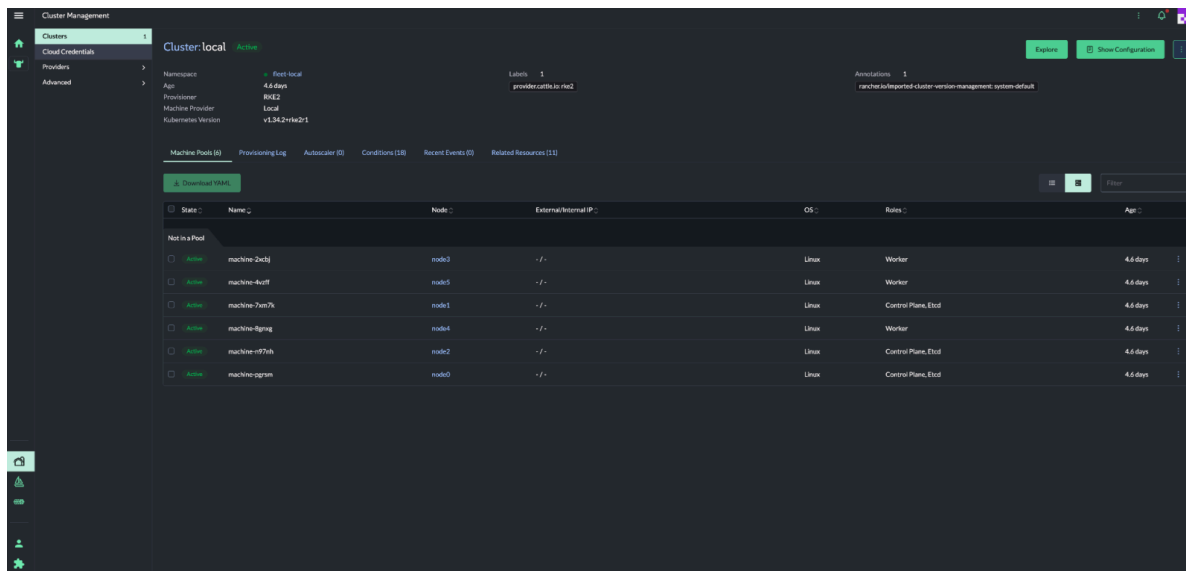 Cluster Management
Clusters 1
Cloud Credentials
Providers
Advanced
Cluster: local Active
Explore
Show Configuration
Namespace fleet-local
Age 4.6 days
Provisioner RKE2
Machine Provider Local
Kubernetes Version v1.34.2+rke2r1
Labels 1
provider.cattle.io: rke2
Annotations 1
rancher.io/imported-cluster-version-management: system-default
Machine Pools (6) Provisioning Log Autoscaler (0) Conditions (18) Recent Events (0) Related Resources (11)
Download YAML
Filter
State Name Node External/Internal IP OS Roles Age
Not in a Pool
Active machine-2xcbj node3 - / - Linux Worker 4.6 days
Active machine-4vzff node5 - / - Linux Worker 4.6 days
Active machine-7xm7k node1 - / - Linux Control Plane, Etcd 4.6 days
Active machine-8gnxg node4 - / - Linux Worker 4.6 days
Active machine-n97nh node2 - / - Linux Control Plane, Etcd 4.6 days
Active machine-pgrsm node0 - / - Linux Control Plane, Etcd 4.6 days